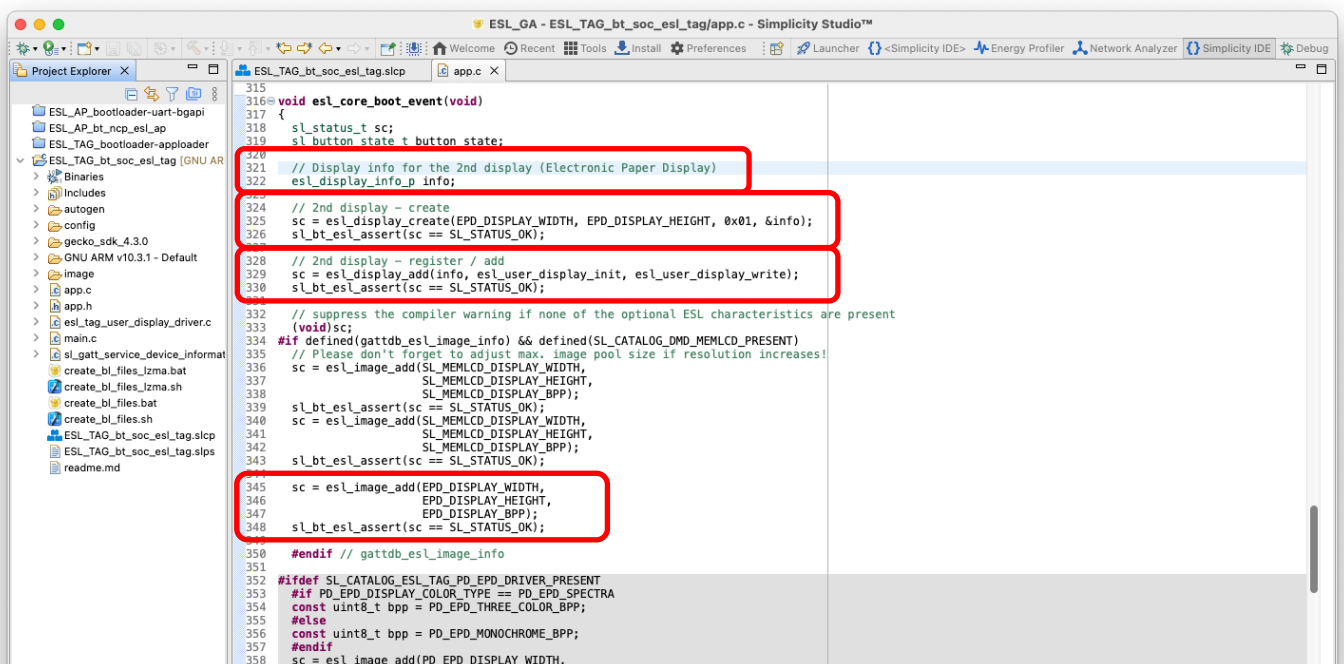 ESL_GA - ESL_TAG_bt_soc_esl_tag/app.c - Simplicity Studio™
Welcome Recent Tools Install Preferences Launcher {} <Simplicity IDE> Energy Profiler Network Analyzer {} Simplicity IDE Debug
Project Explorer
ESL_AP_bootloader-uart-bgapi
ESL_AP_bt_ncp_esl_ap
ESL_TAG_bootloader-apploader
ESL_TAG_bt_soc_esl_tag [GNU AR
Binaries
Includes
autogen
config
gecko_sdk_4.3.0
GNU ARM v10.3.1 - Default
image
app.c
app.h
esl_tag_user_display_driver.c
main.c
sl_gatt_service_device_informat
create_bl_files_lzma.bat
create_bl_files_lzma.sh
create_bl_files.bat
create_bl_files.sh
ESL_TAG_bt_soc_esl_tag.slcp
ESL_TAG_bt_soc_esl_tag.slps
readme.md
ESL_TAG_bt_soc_esl_tag.slcp app.c
315
316 void esl_core_boot_event(void)
317 {
318 sl_status_t sc;
319 sl_button_state_t button_state;
320
321 // Display info for the 2nd display (Electronic Paper Display)
322 esl_display_info_p info;
323
324 // 2nd display – create
325 sc = esl_display_create(EPD_DISPLAY_WIDTH, EPD_DISPLAY_HEIGHT, 0x01, &info);
326 sl_bt_esl_assert(sc == SL_STATUS_OK);
327
328 // 2nd display – register / add
329 sc = esl_display_add(info, esl_user_display_init, esl_user_display_write);
330 sl_bt_esl_assert(sc == SL_STATUS_OK);
331
332 // suppress the compiler warning if none of the optional ESL characteristics are present
333 (void)sc;
334 #if defined(gattdb_esl_image_info) && defined(SL_CATALOG_DMD_MEMLCD_PRESENT)
335 // Please don't forget to adjust max. image pool size if resolution increases!
336 sc = esl_image_add(SL_MEMLCD_DISPLAY_WIDTH,
337 SL_MEMLCD_DISPLAY_HEIGHT,
338 SL_MEMLCD_DISPLAY_BPP);
339 sl_bt_esl_assert(sc == SL_STATUS_OK);
340 sc = esl_image_add(SL_MEMLCD_DISPLAY_WIDTH,
341 SL_MEMLCD_DISPLAY_HEIGHT,
342 SL_MEMLCD_DISPLAY_BPP);
343 sl_bt_esl_assert(sc == SL_STATUS_OK);
345 sc = esl_image_add(EPD_DISPLAY_WIDTH,
346 EPD_DISPLAY_HEIGHT,
347 EPD_DISPLAY_BPP);
348 sl_bt_esl_assert(sc == SL_STATUS_OK);
349
350 #endif // gattdb_esl_image_info
351
352 #ifdef SL_CATALOG_ESL_TAG_PD_EPD_DRIVER_PRESENT
353 #if PD_EPD_DISPLAY_COLOR_TYPE == PD_EPD_SPECTRA
354 const uint8_t bpp = PD_EPD_THREE_COLOR_BPP;
355 #else
356 const uint8_t bpp = PD_EPD_MONOCHROME_BPP;
357 #endif
358 sc = esl_image_add(PD_EPD_DISPLAY_WIDTH,